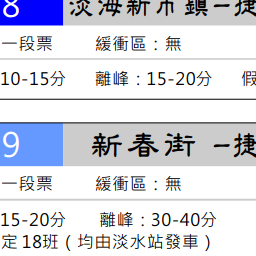 8 淡海新市鎮–捷
一段票 緩衝區：無
10-15分 離峰：15-20分 假
9 新春街 –捷
一段票 緩衝區：無
15-20分 離峰：30-40分
定 18班（均由淡水站發車）